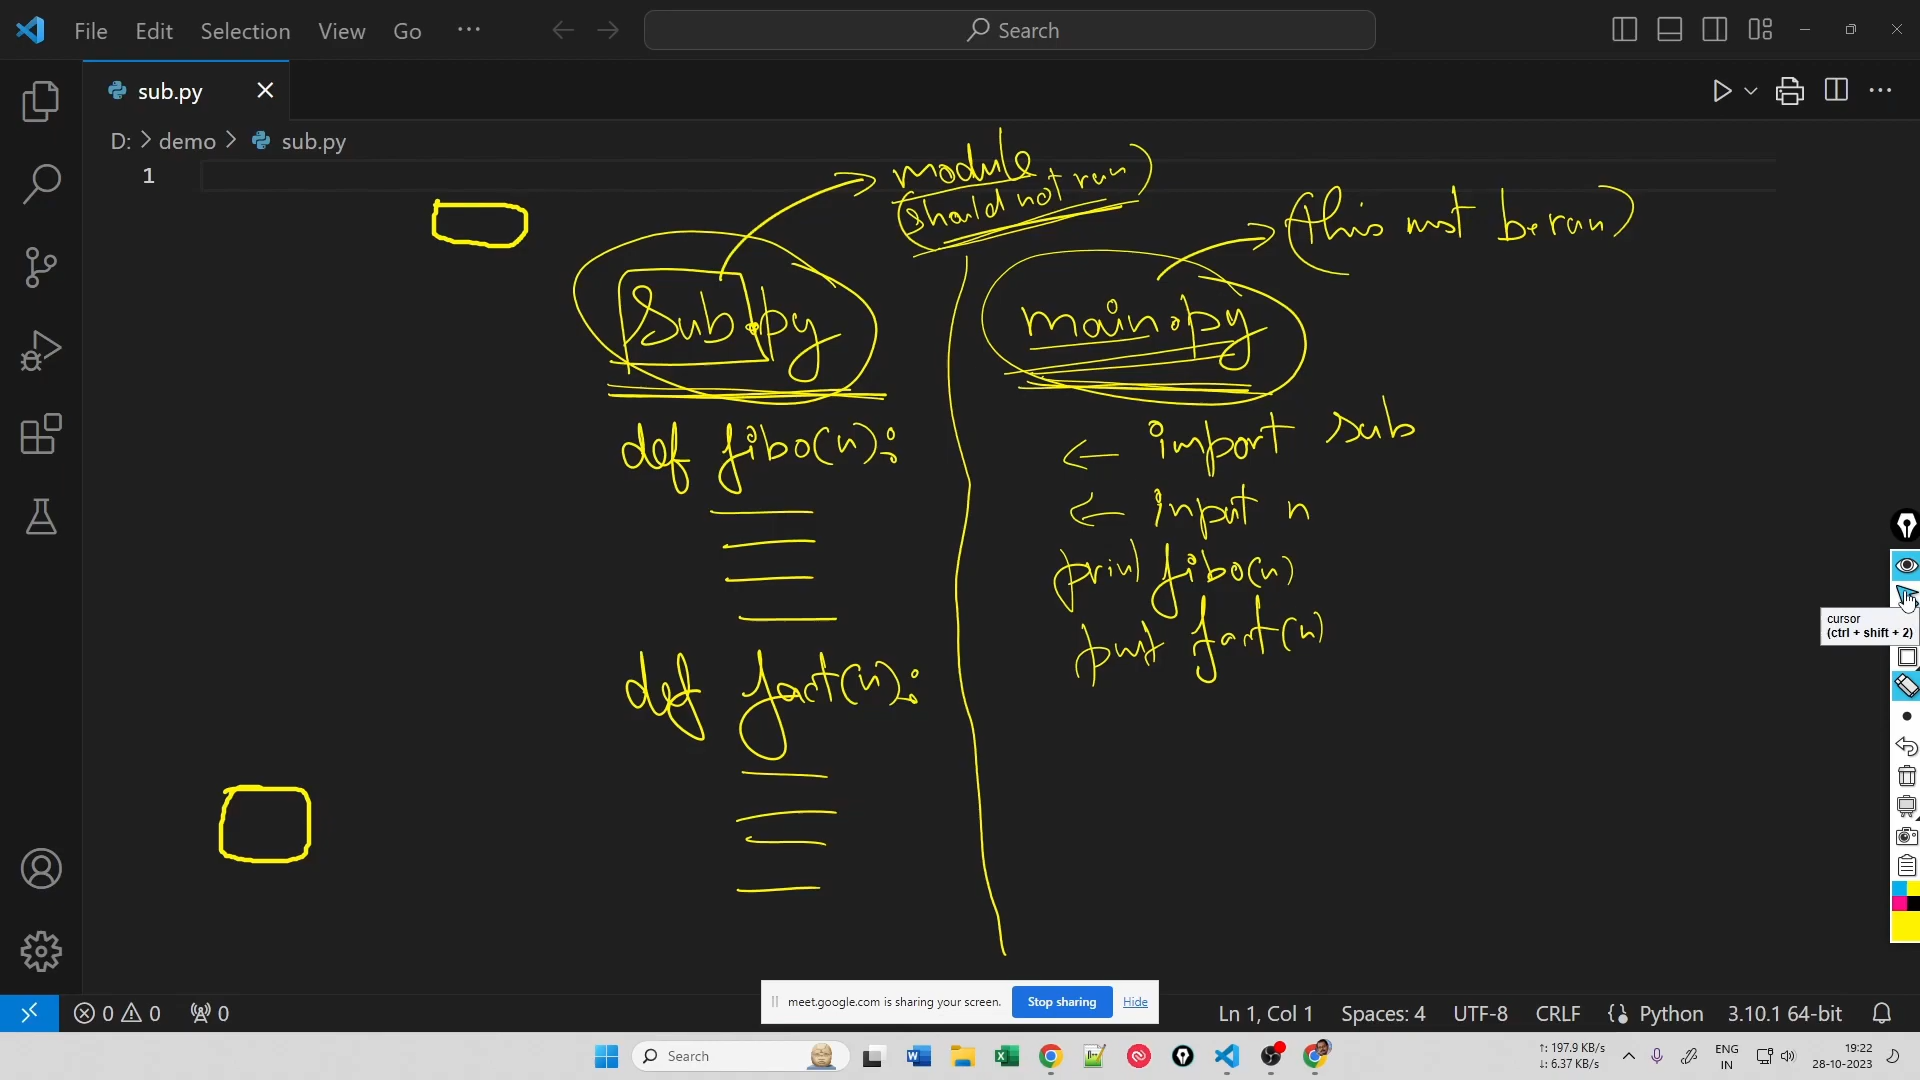 File Edit Selection View Go ... Search
sub.py
D: > demo > sub.py
1
module
(should not run)
(this mst be run)
Sub.py
main.py
def fibo(n):
← import sub
← input n
print fibo(n)
fact(n)
def fact(n):
cursor
(ctrl + shift + 2)
meet.google.com is sharing your screen. Stop sharing Hide
0 0 0
Ln 1, Col 1 Spaces: 4 UTF-8 CRLF Python 3.10.1 64-bit
Search
↑: 197.9 KB/s
↓: 6.37 KB/s
ENG
IN
19:22
28-10-2023